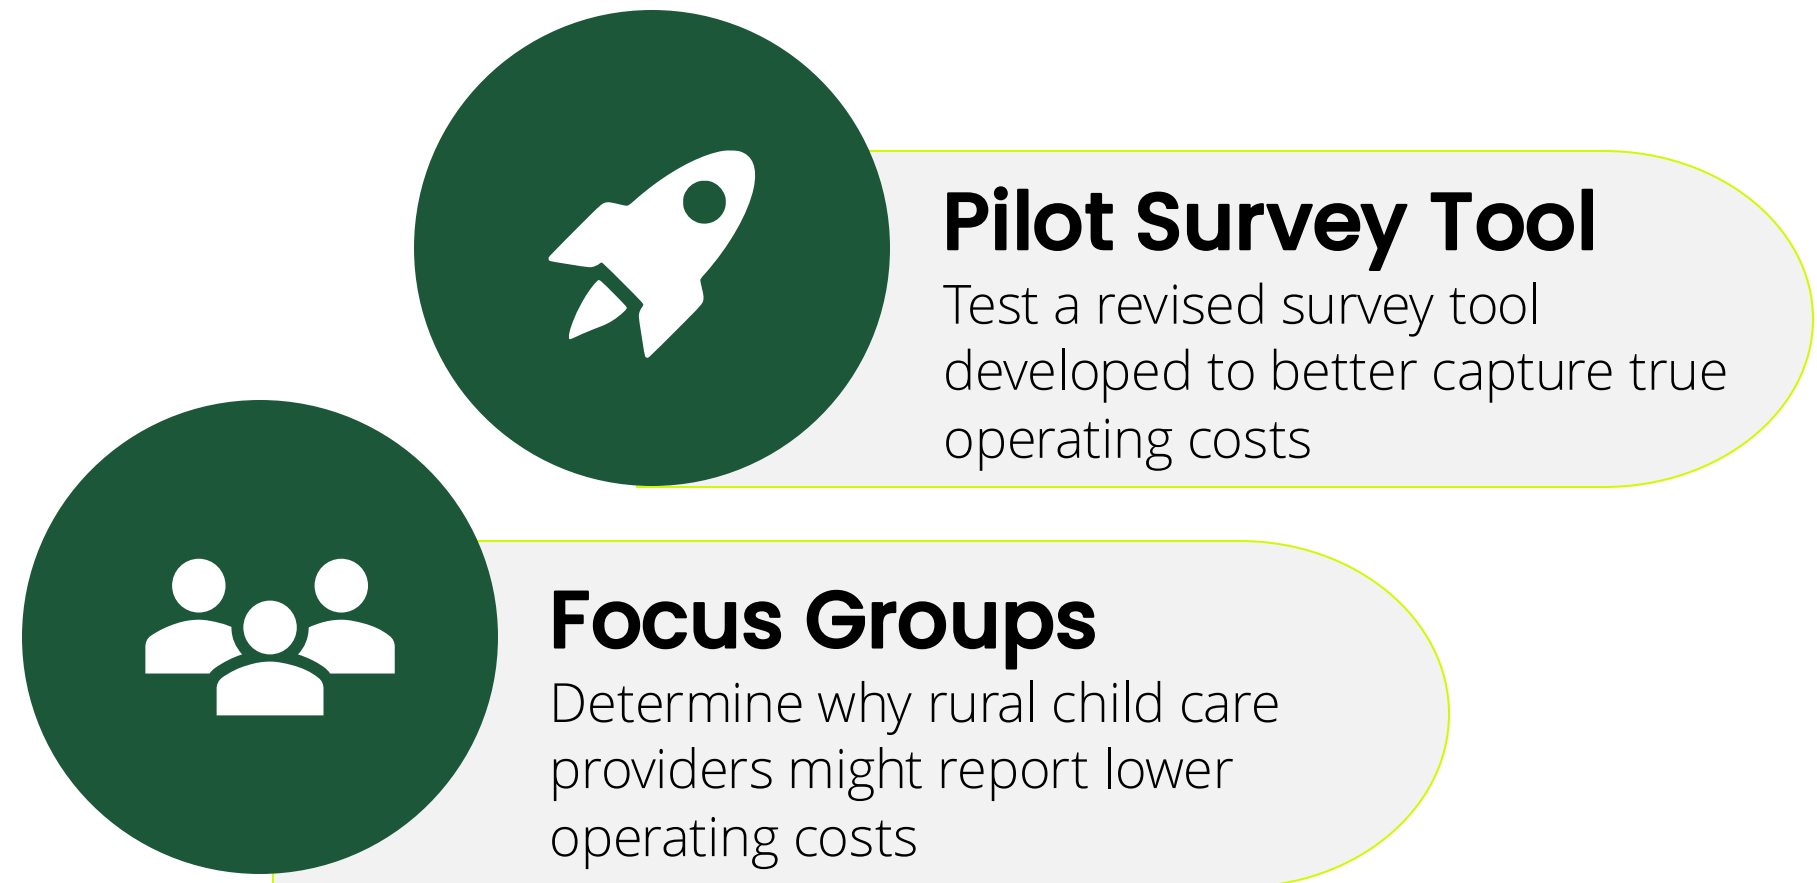 Pilot Survey Tool
Test a revised survey tool
developed to better capture true
operating costs
Focus Groups
Determine why rural child care
providers might report lower
operating costs